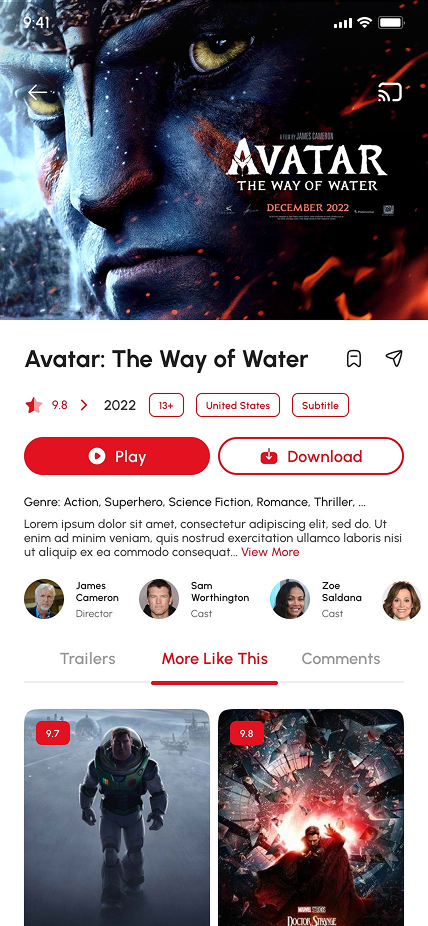 9:41
A FILM BY JAMES CAMERON
AVATAR
THE WAY OF WATER
DECEMBER 2022
Avatar: The Way of Water
9.8
2022
13+
United States
Subtitle
Play
Download
Genre: Action, Superhero, Science Fiction, Romance, Thriller, ...
Lorem ipsum dolor sit amet, consectetur adipiscing elit, sed do. Ut
enim ad minim veniam, quis nostrud exercitation ullamco laboris nisi
ut aliquip ex ea commodo consequat... View More
James
Cameron
Director
Sam
Worthington
Cast
Zoe
Saldana
Cast
Trailers
More Like This
Comments
9.7
9.8
MARVEL STUDIOS
DOCTOR STRANGE